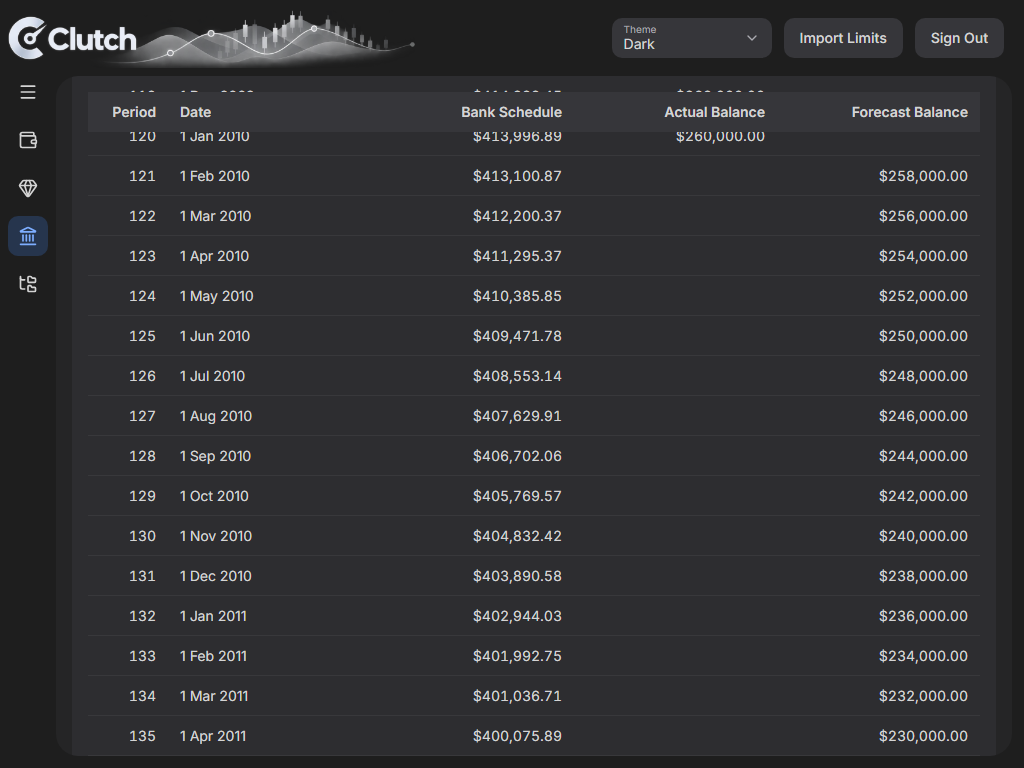 Clutch
Theme
Dark
Import Limits
Sign Out
Period Date Bank Schedule Actual Balance Forecast Balance
120 1 Jan 2010 $413,996.89 $260,000.00
121 1 Feb 2010 $413,100.87 $258,000.00
122 1 Mar 2010 $412,200.37 $256,000.00
123 1 Apr 2010 $411,295.37 $254,000.00
124 1 May 2010 $410,385.85 $252,000.00
125 1 Jun 2010 $409,471.78 $250,000.00
126 1 Jul 2010 $408,553.14 $248,000.00
127 1 Aug 2010 $407,629.91 $246,000.00
128 1 Sep 2010 $406,702.06 $244,000.00
129 1 Oct 2010 $405,769.57 $242,000.00
130 1 Nov 2010 $404,832.42 $240,000.00
131 1 Dec 2010 $403,890.58 $238,000.00
132 1 Jan 2011 $402,944.03 $236,000.00
133 1 Feb 2011 $401,992.75 $234,000.00
134 1 Mar 2011 $401,036.71 $232,000.00
135 1 Apr 2011 $400,075.89 $230,000.00